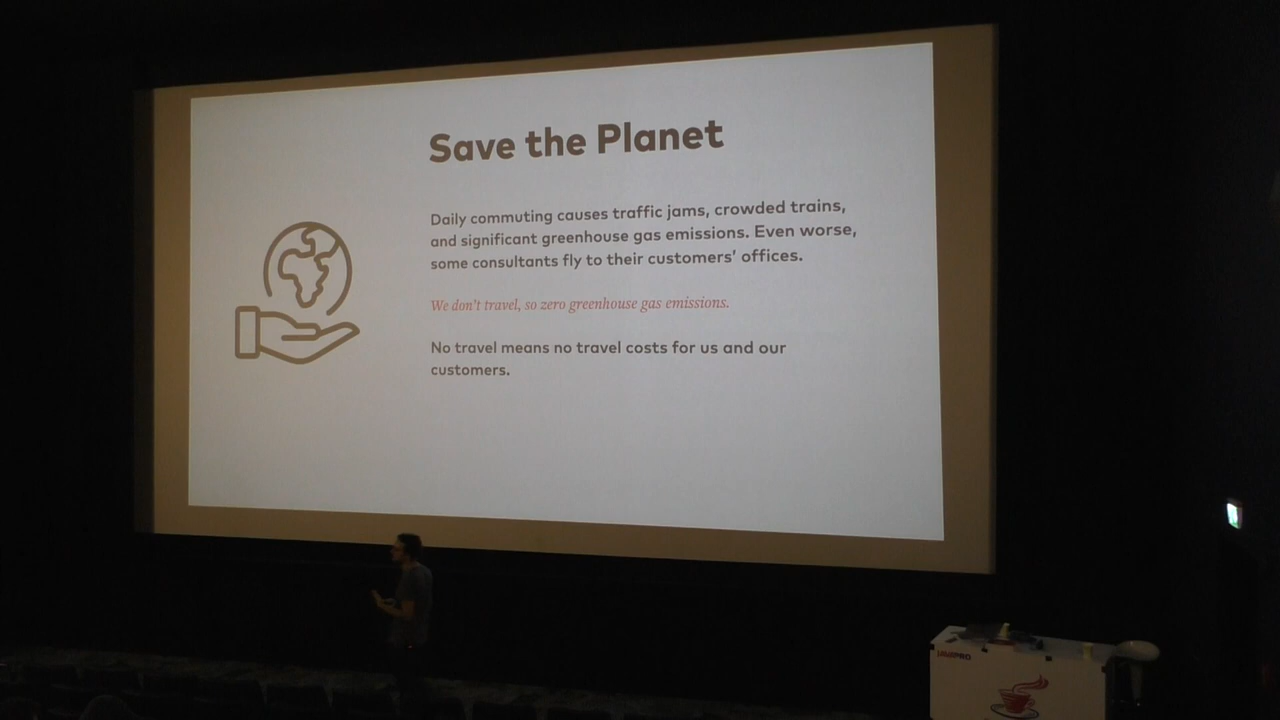 Save the Planet
Daily commuting causes traffic jams, crowded trains,
and significant greenhouse gas emissions. Even worse,
some consultants fly to their customers' offices.
We don't travel, so zero greenhouse gas emissions.
No travel means no travel costs for us and our
customers.